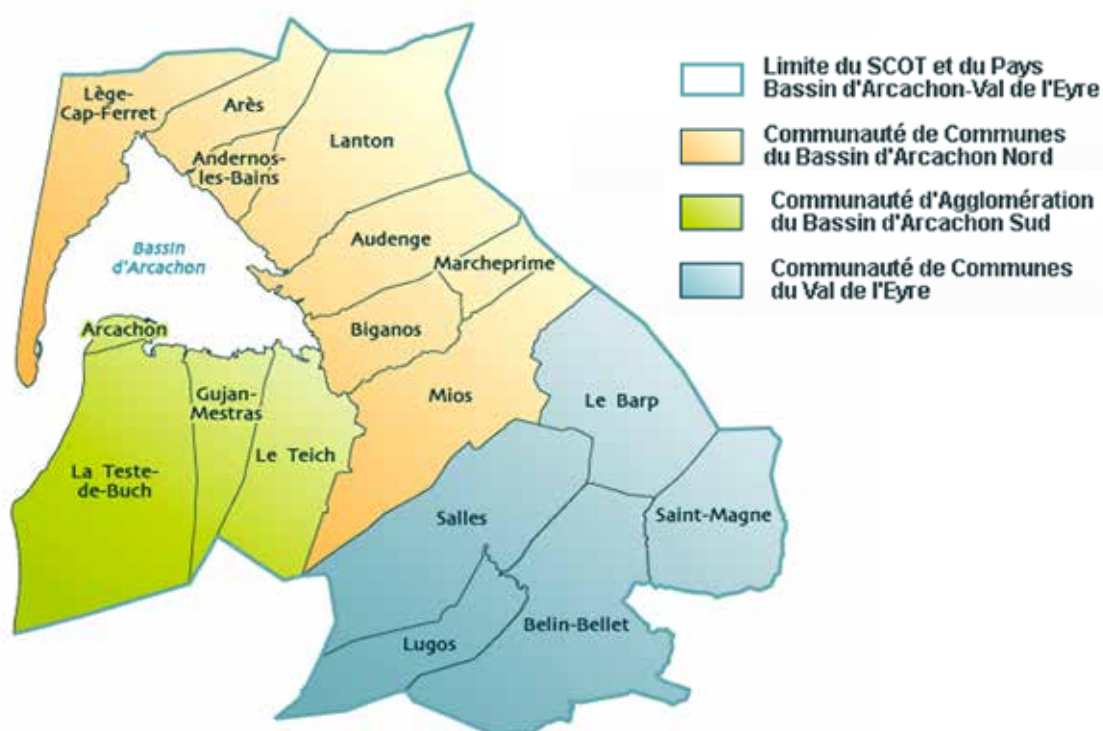 Lège-
Cap-Ferret
Arès
Andernos-
les-Bains
Lanton
Bassin
d'Arcachon
Audenge
Marcheprime
Biganos
Arcachon
Mios
Gujan-
Mestras
Le Teich
La Teste-
de-Buch
Le Barp
Salles
Saint-Magne
Lugos
Belin-Bellet
Limite du SCOT et du Pays
Bassin d'Arcachon-Val de l'Eyre
Communauté de Communes
du Bassin d'Arcachon Nord
Communauté d'Agglomération
du Bassin d'Arcachon Sud
Communauté de Communes
du Val de l'Eyre